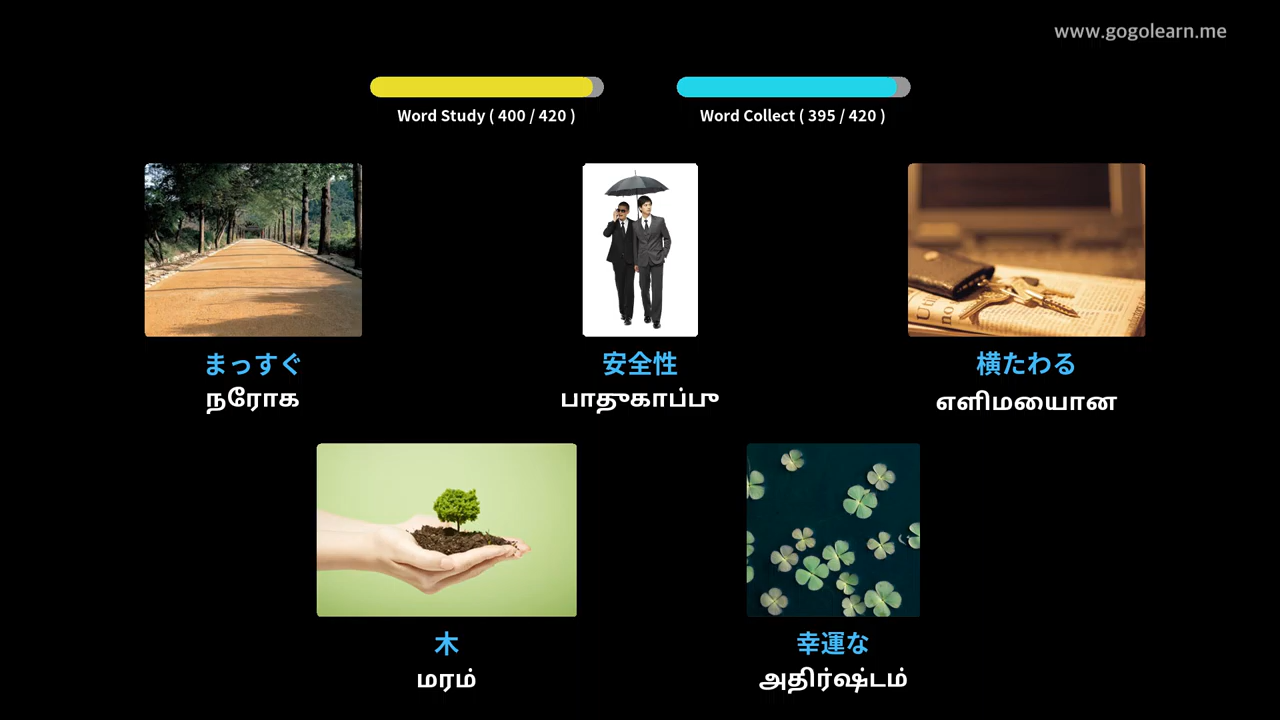 www.gogolearn.me
Word Study ( 400 / 420 )
Word Collect ( 395 / 420 )
まっすぐ
நரோக
安全性
பாதுகாப்பு
横たわる
எளிமையான
木
மரம்
幸運な
அதிர்ஷ்டம்